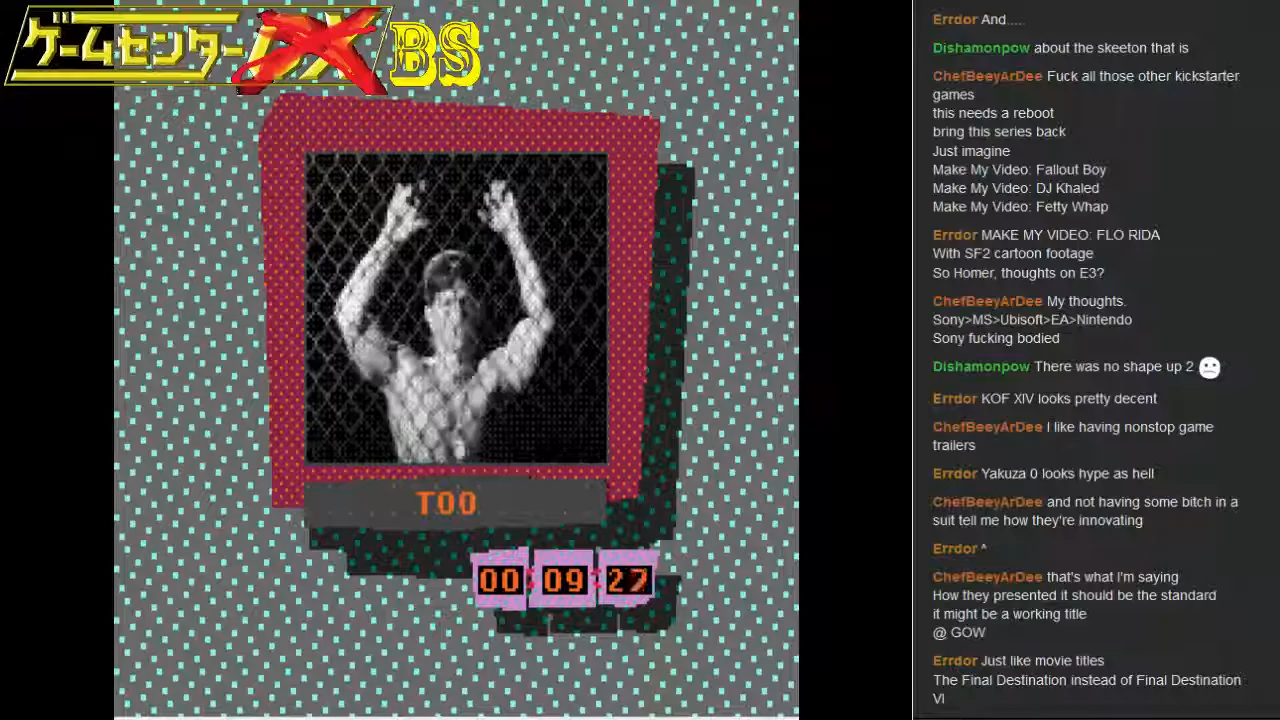 ゲームセンターDX BS
TOO
00:09:27
Errdor And.....
Dishamonpow about the skeeton that is
ChefBeeyArDee Fuck all those other kickstarter
games
this needs a reboot
bring this series back
Just imagine
Make My Video: Fallout Boy
Make My Video: DJ Khaled
Make My Video: Fetty Whap
Errdor MAKE MY VIDEO: FLO RIDA
With SF2 cartoon footage
So Homer, thoughts on E3?
ChefBeeyArDee My thoughts.
Sony>MS>Ubisoft>EA>Nintendo
Sony fucking bodied
Dishamonpow There was no shape up 2
Errdor KOF XIV looks pretty decent
ChefBeeyArDee I like having nonstop game
trailers
Errdor Yakuza 0 looks hype as hell
ChefBeeyArDee and not having some bitch in a
suit tell me how they're innovating
Errdor ^
ChefBeeyArDee that's what I'm saying
How they presented it should be the standard
it might be a working title
@ GOW
Errdor Just like movie titles
The Final Destination instead of Final Destination
VI